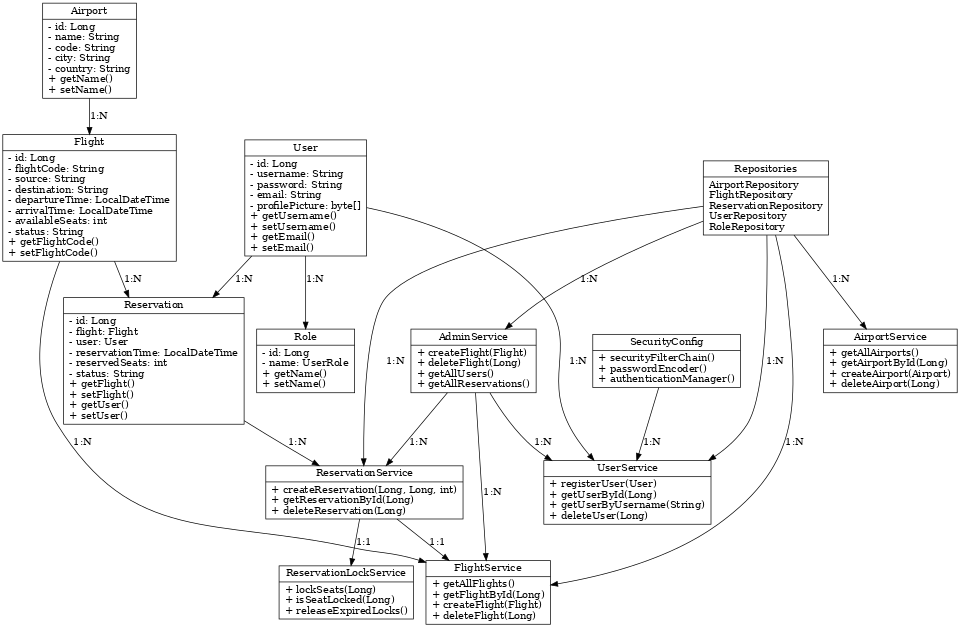 Airport
- id: Long
- name: String
- code: String
- city: String
- country: String
+ getName()
+ setName()
1:N
Flight
- id: Long
- flightCode: String
- source: String
- destination: String
- departureTime: LocalDateTime
- arrivalTime: LocalDateTime
- availableSeats: int
- status: String
+ getFlightCode()
+ setFlightCode()
User
- id: Long
- username: String
- password: String
- email: String
- profilePicture: byte[]
+ getUsername()
+ setUsername()
+ getEmail()
+ setEmail()
Repositories
AirportRepository
FlightRepository
ReservationRepository
UserRepository
RoleRepository
1:N
1:N
1:N
1:N
1:N
Reservation
- id: Long
- flight: Flight
- user: User
- reservationTime: LocalDateTime
- reservedSeats: int
- status: String
+ getFlight()
+ setFlight()
+ getUser()
+ setUser()
Role
- id: Long
- name: UserRole
+ getName()
+ setName()
1:N
AdminService
+ createFlight(Flight)
+ deleteFlight(Long)
+ getAllUsers()
+ getAllReservations()
1:N
SecurityConfig
+ securityFilterChain()
+ passwordEncoder()
+ authenticationManager()
1:N
AirportService
+ getAllAirports()
+ getAirportById(Long)
+ createAirport(Airport)
+ deleteAirport(Long)
1:N
1:N
1:N
1:N
1:N
1:N
ReservationService
+ createReservation(Long, Long, int)
+ getReservationById(Long)
+ deleteReservation(Long)
1:N
UserService
+ registerUser(User)
+ getUserById(Long)
+ getUserByUsername(String)
+ deleteUser(Long)
1:1
1:1
ReservationLockService
+ lockSeats(Long)
+ isSeatLocked(Long)
+ releaseExpiredLocks()
FlightService
+ getAllFlights()
+ getFlightById(Long)
+ createFlight(Flight)
+ deleteFlight(Long)